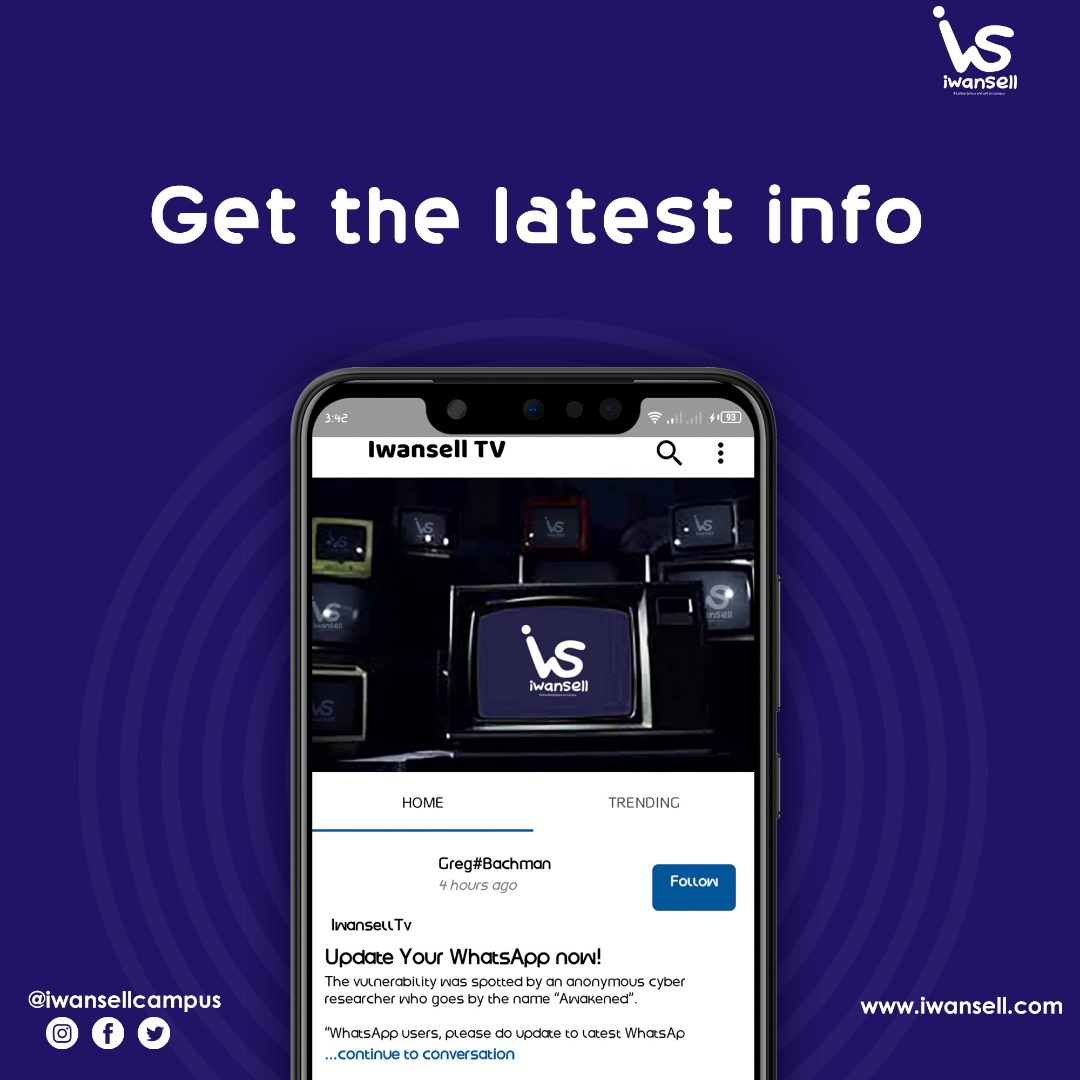 iwansell
Get the latest info
3:42
93
Iwansell TV
iwansell
HOME
TRENDING
Greg#Bachman
4 hours ago
Follow
IwansellTv
Update Your WhatsApp now!
The vulnerability was spotted by an anonymous cyber
researcher who goes by the name “Awakened”.
“WhatsApp users, please do update to latest WhatsAp
...continue to conversation
@iwansellcampus
www.iwansell.com